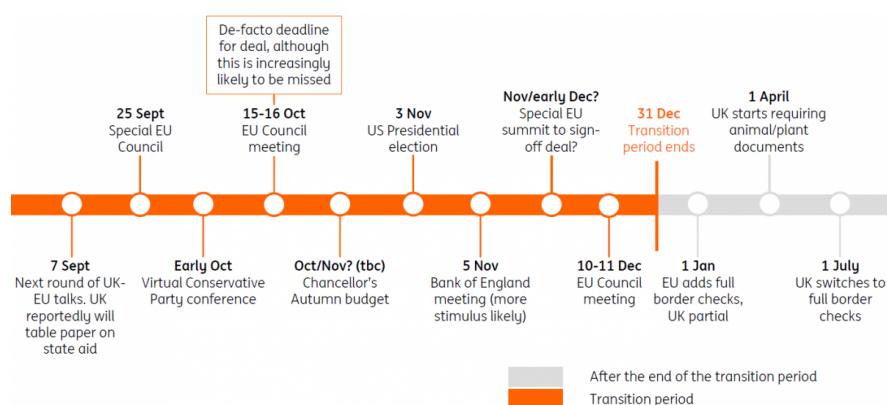 De-facto deadline
for deal, although
this is increasingly
likely to be missed
25 Sept
Special EU
Council
15-16 Oct
EU Council
meeting
3 Nov
US Presidential
election
Nov/early Dec?
Special EU
summit to sign-
off deal?
31 Dec
Transition
period ends
1 April
UK starts requiring
animal/plant
documents
7 Sept
Next round of UK-
EU talks. UK
reportedly will
table paper on
state aid
Early Oct
Virtual Conservative
Party conference
Oct/Nov? (tbc)
Chancellor's
Autumn budget
5 Nov
Bank of England
meeting (more
stimulus likely)
10-11 Dec
EU Council
meeting
1 Jan
EU adds full
border checks,
UK partial
1 July
UK switches to
full border
checks
After the end of the transition period
Transition period